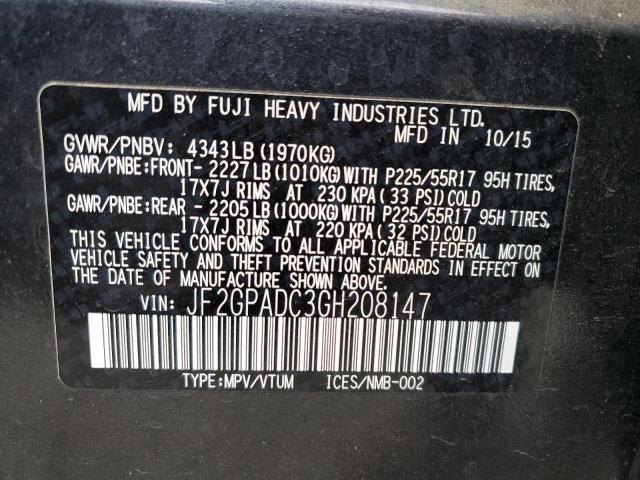 MFD BY FUJI HEAVY INDUSTRIES LTD.
MFD IN 10/15
GVWR/PNBV: 4343LB(1970KG)
GAWR/PNBE:FRONT- 2227LB(1010KG)WITH P225/55R17 95H TIRES,
17X7J RIMS AT 230 KPA(33 PSI)COLD
GAWR/PNBE:REAR - 2205LB(1000KG)WITH P225/55R17 95H TIRES,
17X7J RIMS AT 220 KPA(32 PSI)COLD
THIS VEHICLE CONFORMS TO ALL APPLICABLE FEDERAL MOTOR
VEHICLE SAFETY AND THEFT PREVENTION STANDARDS IN EFFECT ON
THE DATE OF MANUFACTURE SHOWN ABOVE.
VIN: JF2GPADC3GH208147
TYPE:MPV/VTUM ICES/NMB-002